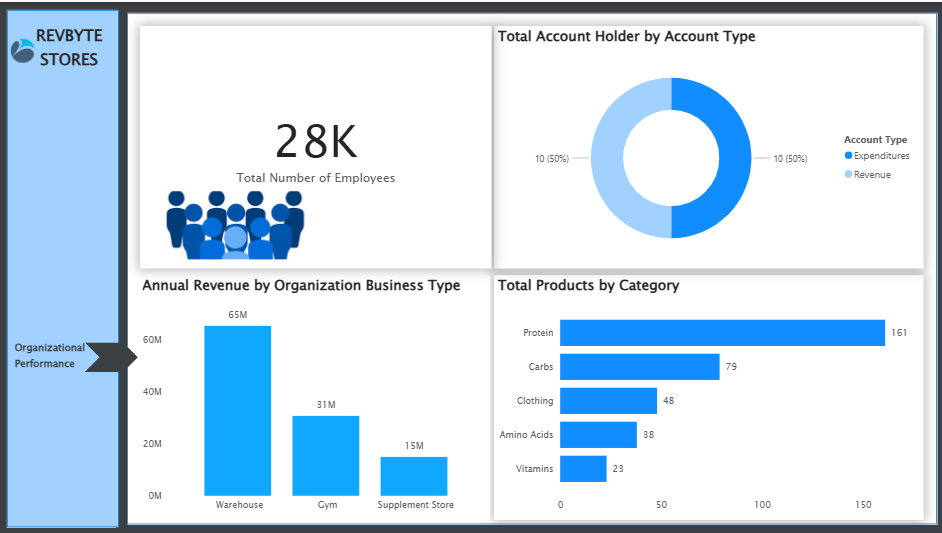 REVBYTE
STORES
Organizational
Performance
28K
Total Number of Employees
Total Account Holder by Account Type
10 (50%)
10 (50%)
Account Type
Expenditures
Revenue
Annual Revenue by Organization Business Type
60M
40M
20M
0M
65M
31M
15M
Warehouse
Gym
Supplement Store
Total Products by Category
Protein
161
Carbs
79
Clothing
48
Amino Acids
38
Vitamins
23
0
50
100
150